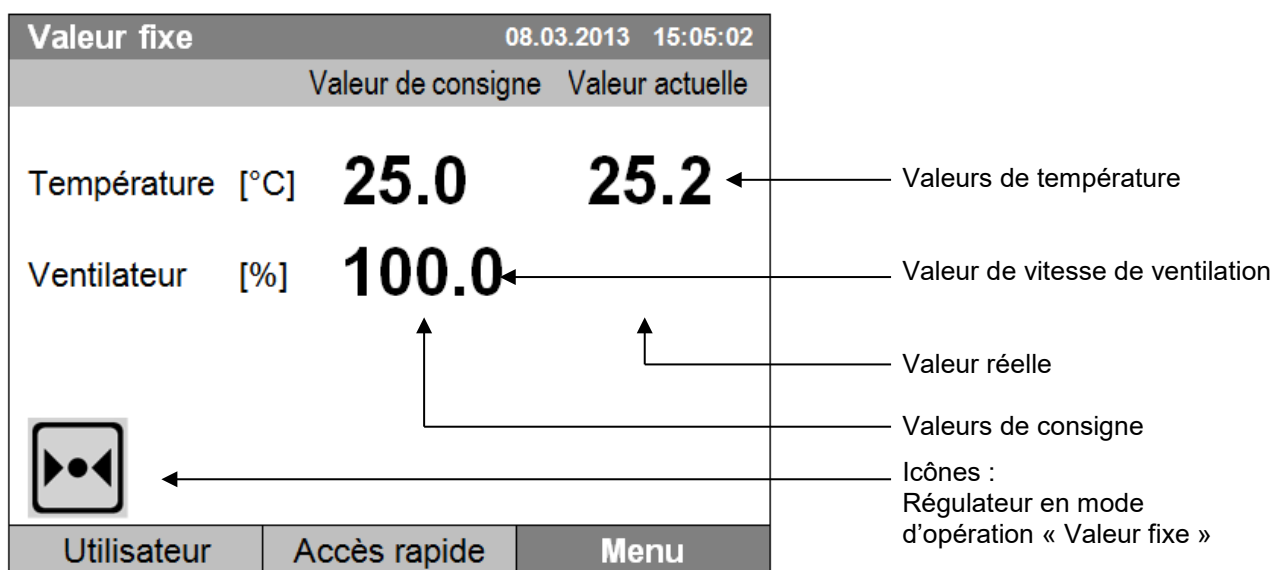 Valeur fixe 08.03.2013 15:05:02
Valeur de consigne Valeur actuelle
Température [°C] 25.0 25.2
Valeurs de température
Ventilateur [%] 100.0
Valeur de vitesse de ventilation
Valeur réelle
Valeurs de consigne
Icônes :
Régulateur en mode
d’opération « Valeur fixe »
Utilisateur Accès rapide Menu